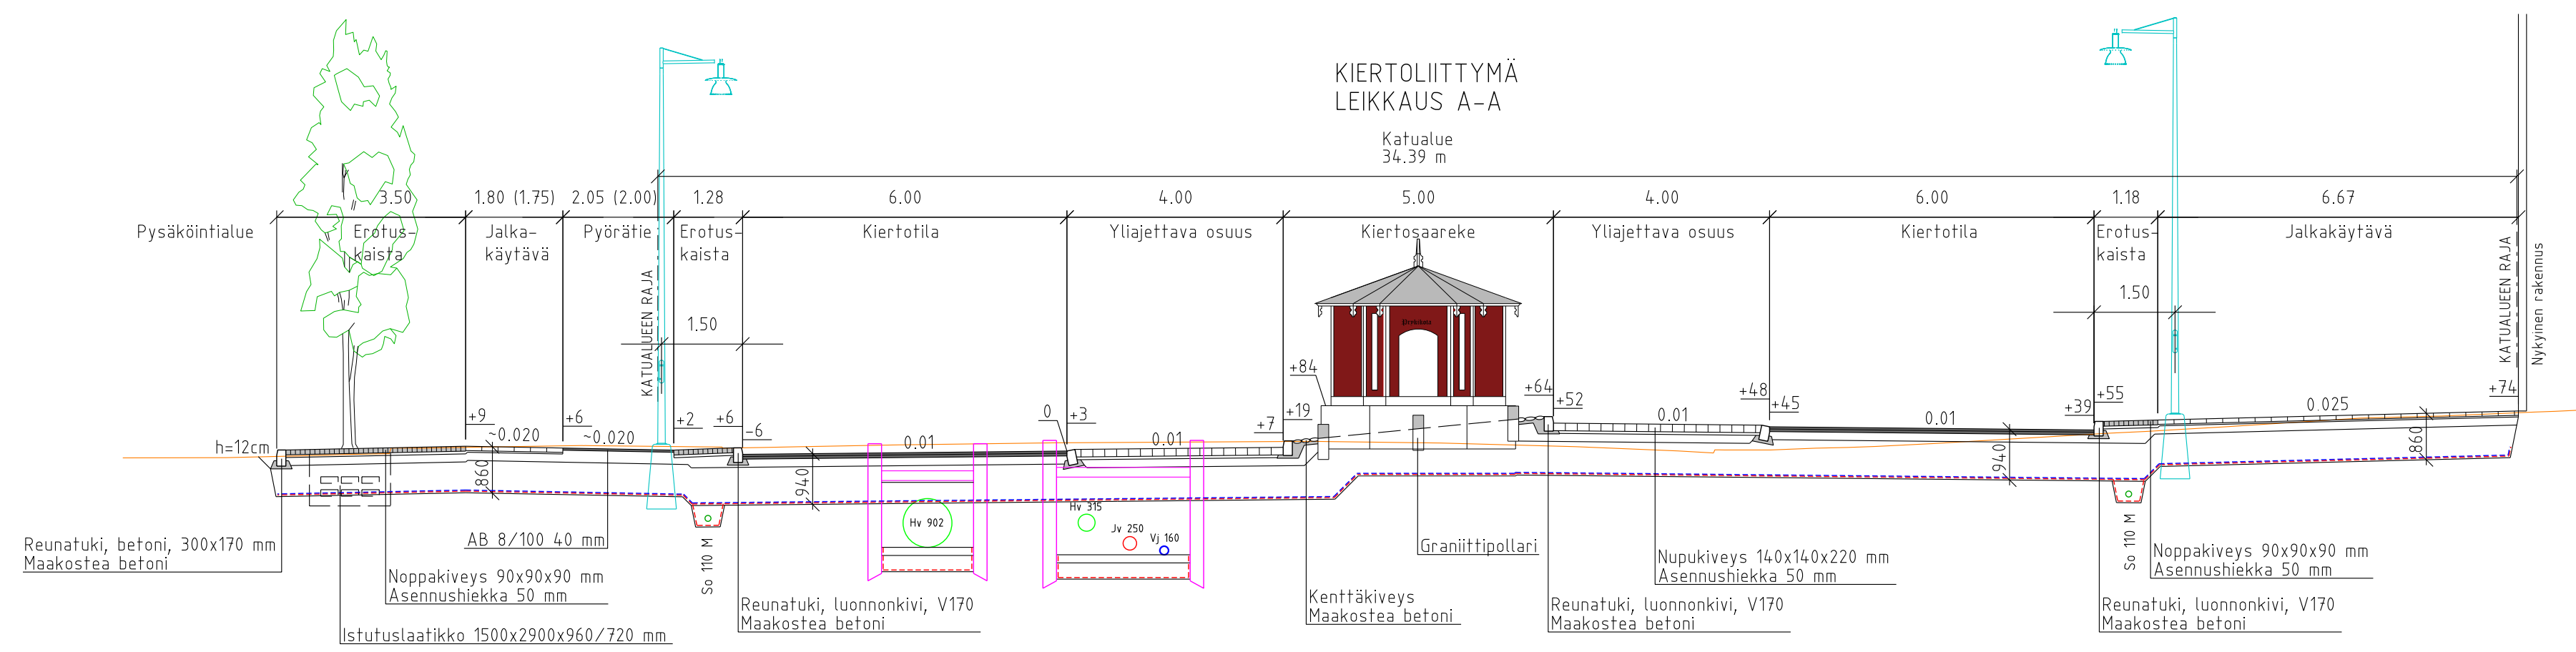 KIERTOLIITTYMÄ
LEIKKAUS A-A
Katualue
34.39 m
3.50
1.80 (1.75)
2.05 (2.00)
1.28
6.00
4.00
5.00
4.00
6.00
1.18
6.67
Pysäköintialue
Erotus-
kaista
Jalka-
käytävä
Pyörätie
Erotus-
kaista
Kiertotila
Yliajettava osuus
Kiertosaareke
Yliajettava osuus
Kiertotila
Erotus-
kaista
Jalkakäytävä
KATUALUEEN RAJA
1.50
1.50
KATUALUEEN RAJA
Nykyinen rakennus
h=12cm
+9
~0.020
+6
~0.020
+2
+6
-6
0.01
0
+3
0.01
+7
+19
+84
+64
+52
0.01
+48
+45
0.01
+39
+55
0.025
+74
860
940
940
860
Hv 902
Hv 315
Jv 250
Vj 160
So 110 M
So 110 M
Reunatuki, betoni, 300x170 mm
Maakostea betoni
AB 8/100 40 mm
Noppakiveys 90x90x90 mm
Asennushiekka 50 mm
Istutuslaatikko 1500x2900x960/720 mm
Reunatuki, luonnonkivi, V170
Maakostea betoni
Kenttäkiveys
Maakostea betoni
Graniittipollari
Nupukiveys 140x140x220 mm
Asennushiekka 50 mm
Reunatuki, luonnonkivi, V170
Maakostea betoni
Noppakiveys 90x90x90 mm
Asennushiekka 50 mm
Reunatuki, luonnonkivi, V170
Maakostea betoni